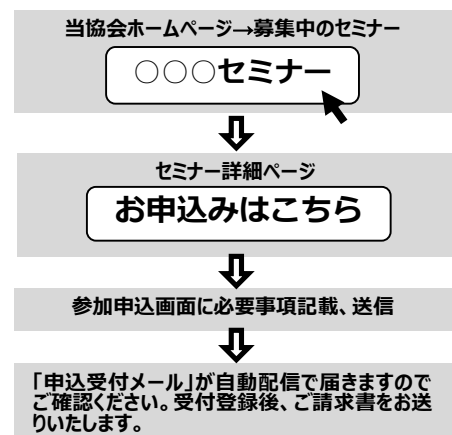 当協会ホームページ→募集中のセミナー
○○○セミナー
セミナー詳細ページ
お申込みはこちら
参加申込画面に必要事項記載、送信
「申込受付メール」が自動配信で届きますので
ご確認ください。受付登録後、ご請求書をお送
りいたします。